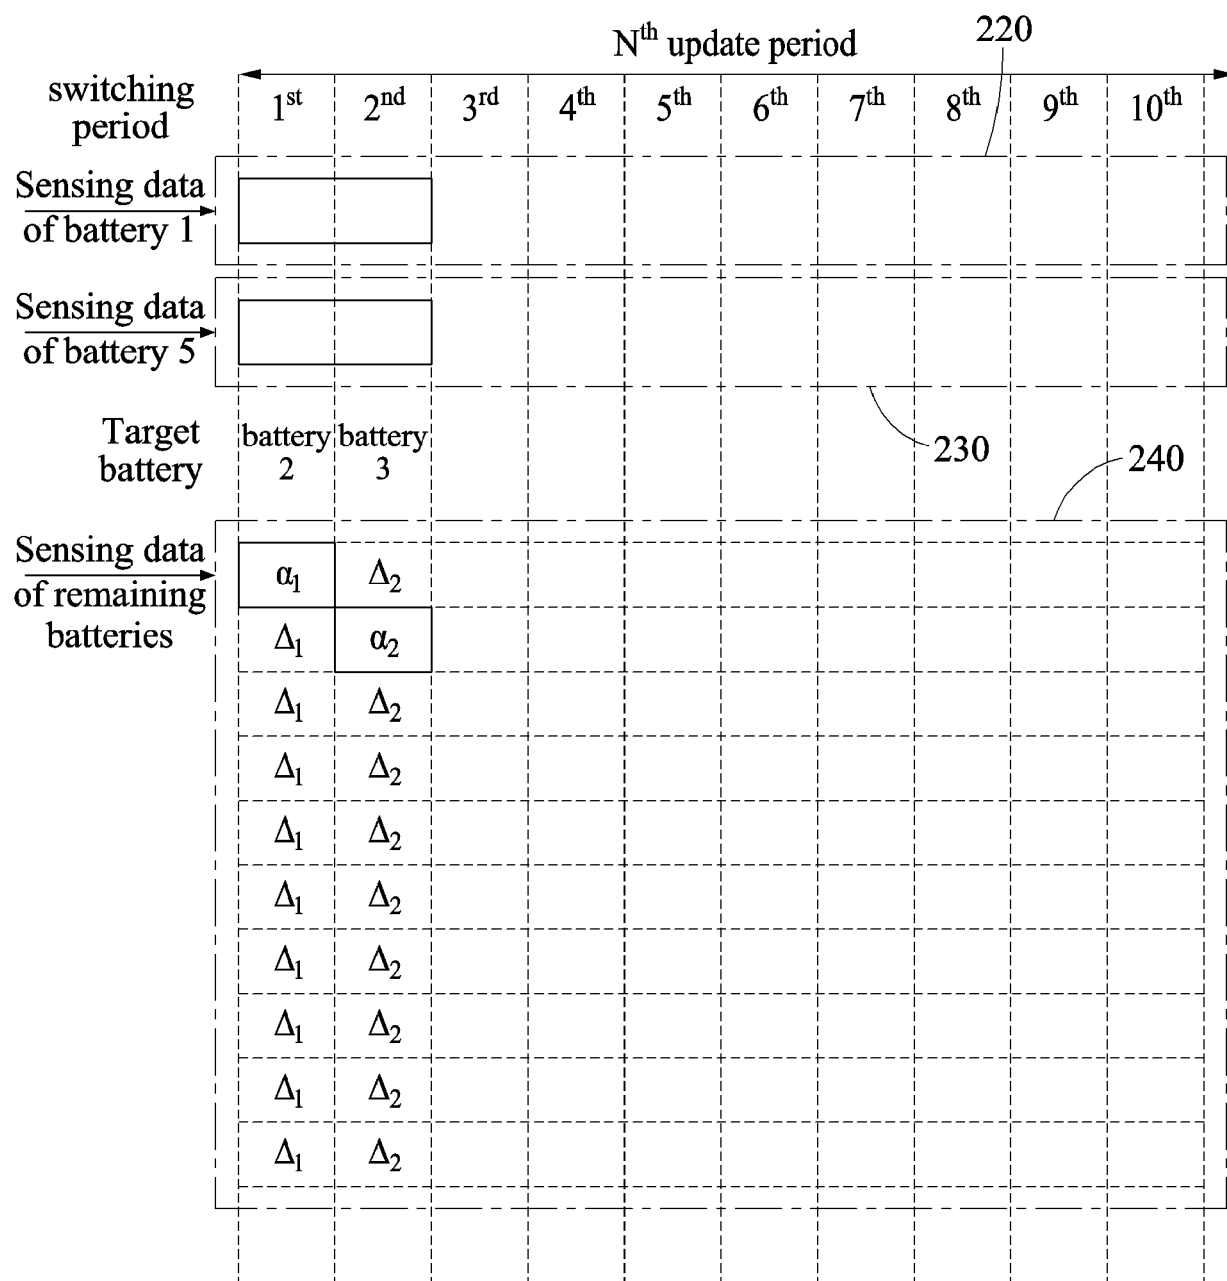 220
Nth update period
switching
period
1st 2nd 3rd 4th 5th 6th 7th 8th 9th 10th
Sensing data
of battery 1
Sensing data
of battery 5
Target
battery
battery battery
2 3
230
240
Sensing data
of remaining
batteries
α1 Δ2
Δ1 α2
Δ1 Δ2
Δ1 Δ2
Δ1 Δ2
Δ1 Δ2
Δ1 Δ2
Δ1 Δ2
Δ1 Δ2
Δ1 Δ2